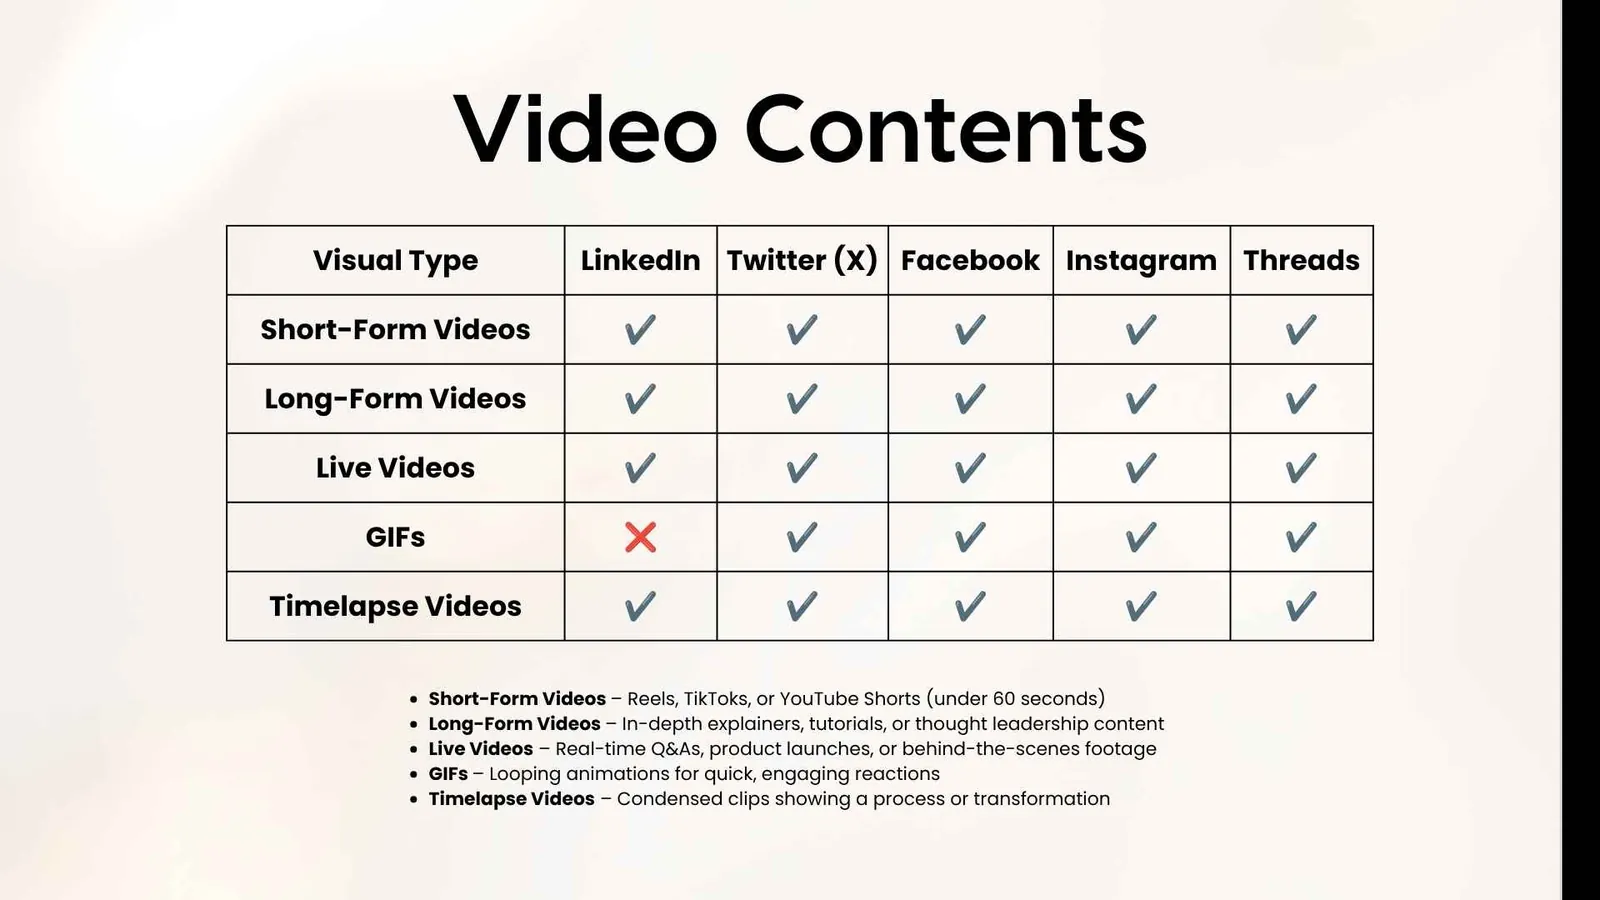 Video Contents
Visual Type LinkedIn Twitter (X) Facebook Instagram Threads
Short-Form Videos ✔ ✔ ✔ ✔ ✔
Long-Form Videos ✔ ✔ ✔ ✔ ✔
Live Videos ✔ ✔ ✔ ✔ ✔
GIFs ❌ ✔ ✔ ✔ ✔
Timelapse Videos ✔ ✔ ✔ ✔ ✔
• Short-Form Videos – Reels, TikToks, or YouTube Shorts (under 60 seconds)
• Long-Form Videos – In-depth explainers, tutorials, or thought leadership content
• Live Videos – Real-time Q&As, product launches, or behind-the-scenes footage
• GIFs – Looping animations for quick, engaging reactions
• Timelapse Videos – Condensed clips showing a process or transformation